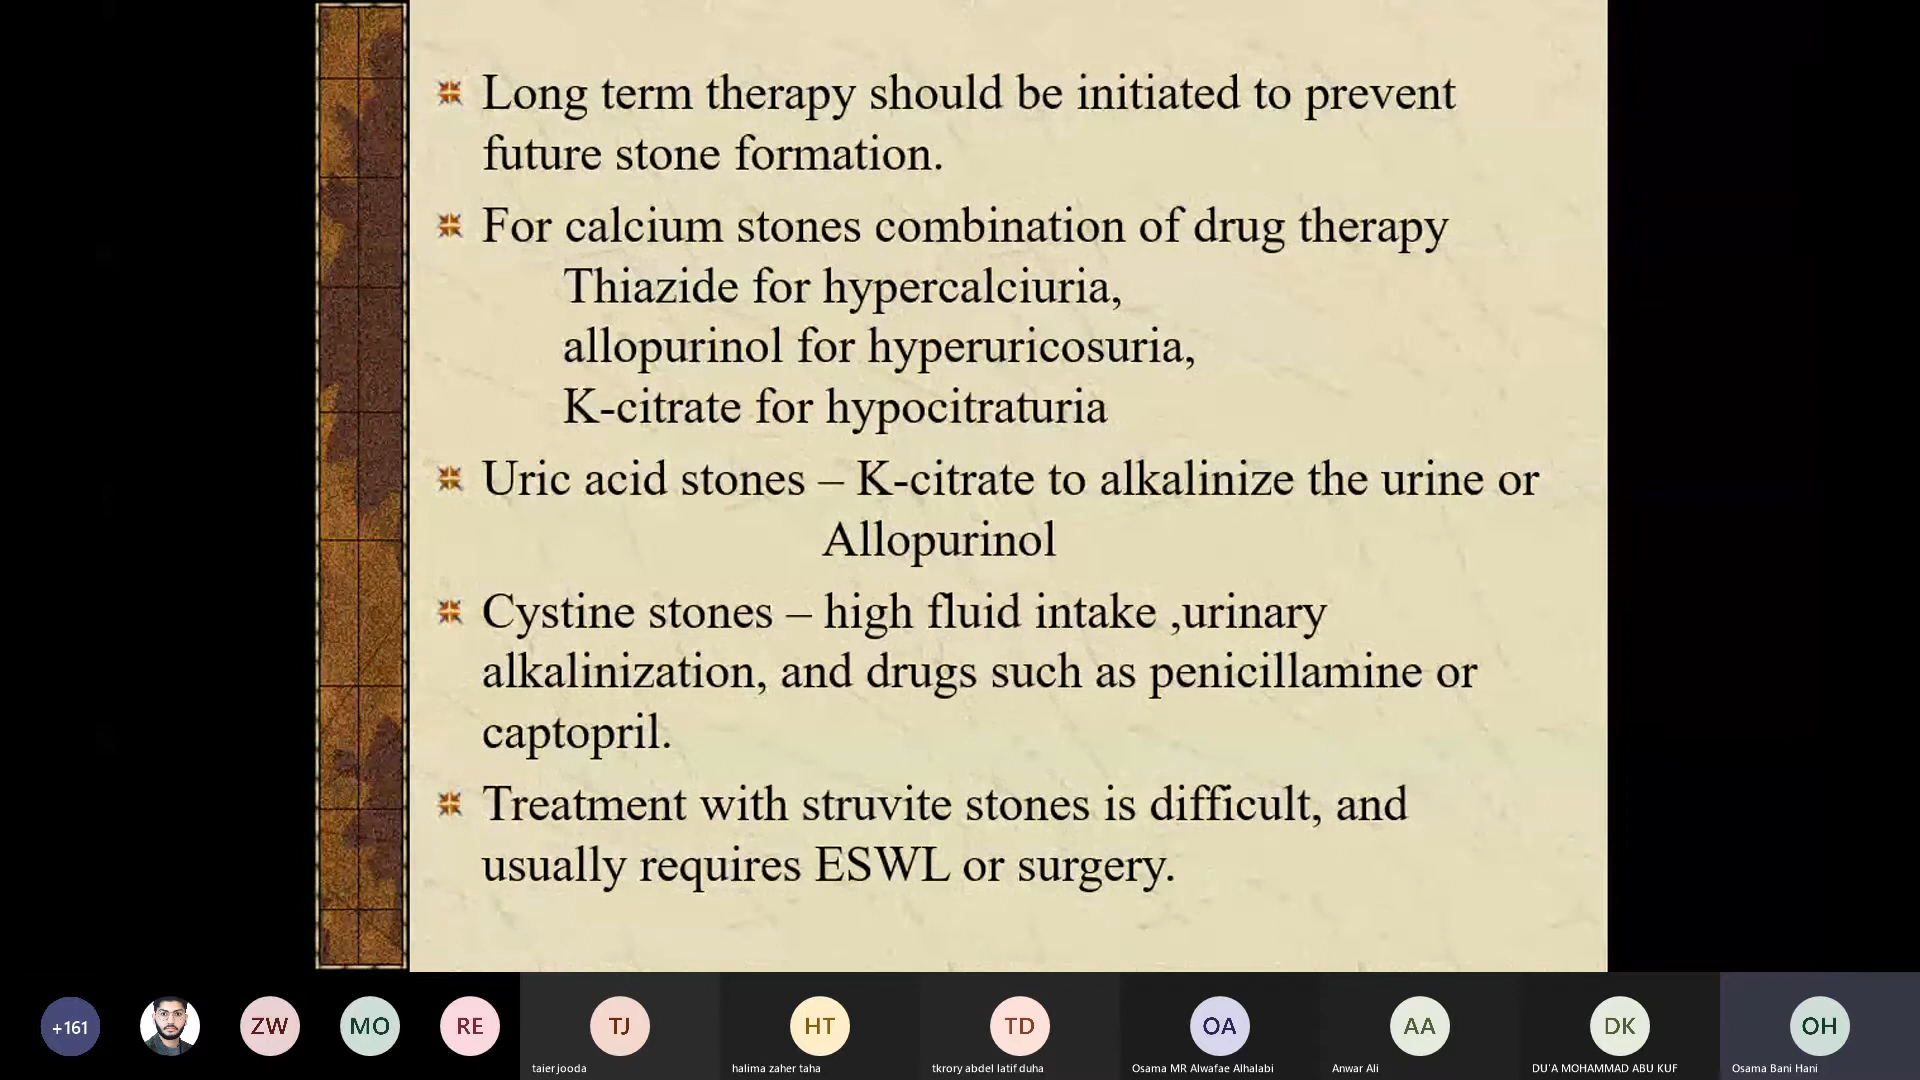 Long term therapy should be initiated to prevent
future stone formation.
For calcium stones combination of drug therapy
Thiazide for hypercalciuria,
allopurinol for hyperuricosuria,
K-citrate for hypocitraturia
Uric acid stones – K-citrate to alkalinize the urine or
Allopurinol
Cystine stones – high fluid intake ,urinary
alkalinization, and drugs such as penicillamine or
captopril.
Treatment with struvite stones is difficult, and
usually requires ESWL or surgery.
+161
ZW
MO
RE
TJ
HT
TD
OA
AA
DK
OH
taier jooda
halima zaher taha
tkrory abdel latif duha
Osama MR Alwafae Alhalabi
Anwar Ali
DU'A MOHAMMAD ABU KUF
Osama Bani Hani